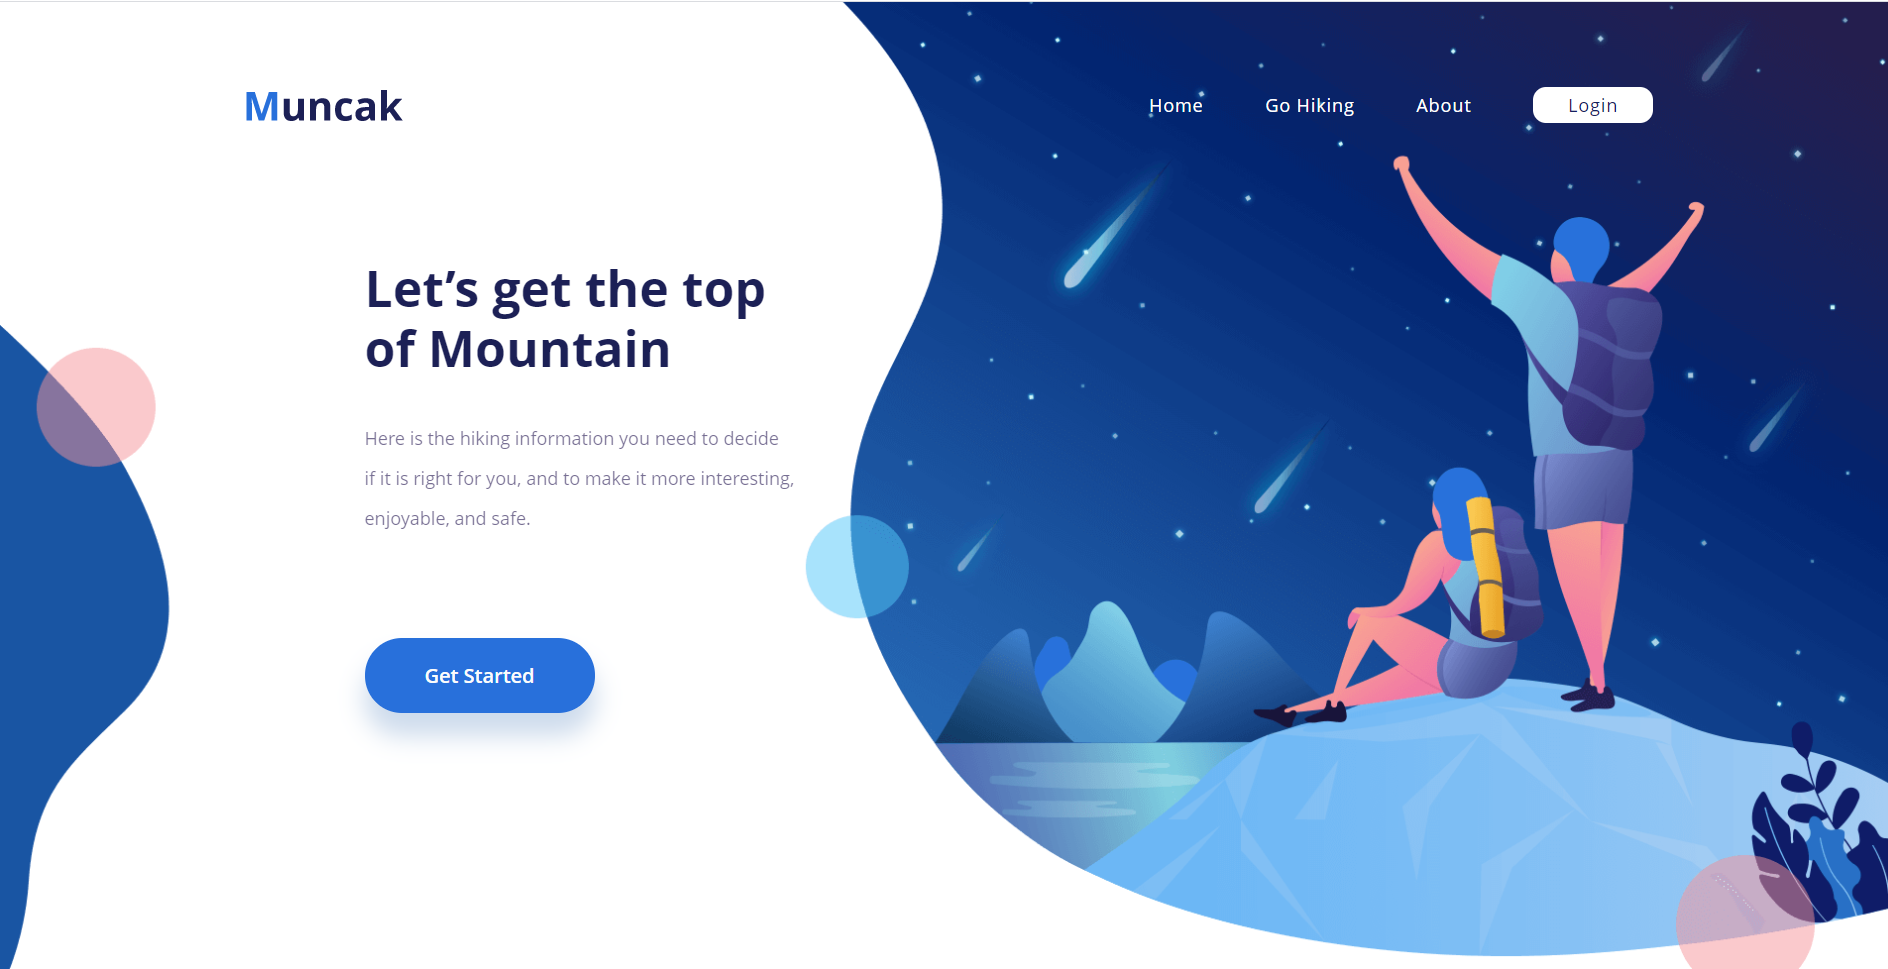 Muncak
Home
Go Hiking
About
Login
Let’s get the top
of Mountain
Here is the hiking information you need to decide
if it is right for you, and to make it more interesting,
enjoyable, and safe.
Get Started